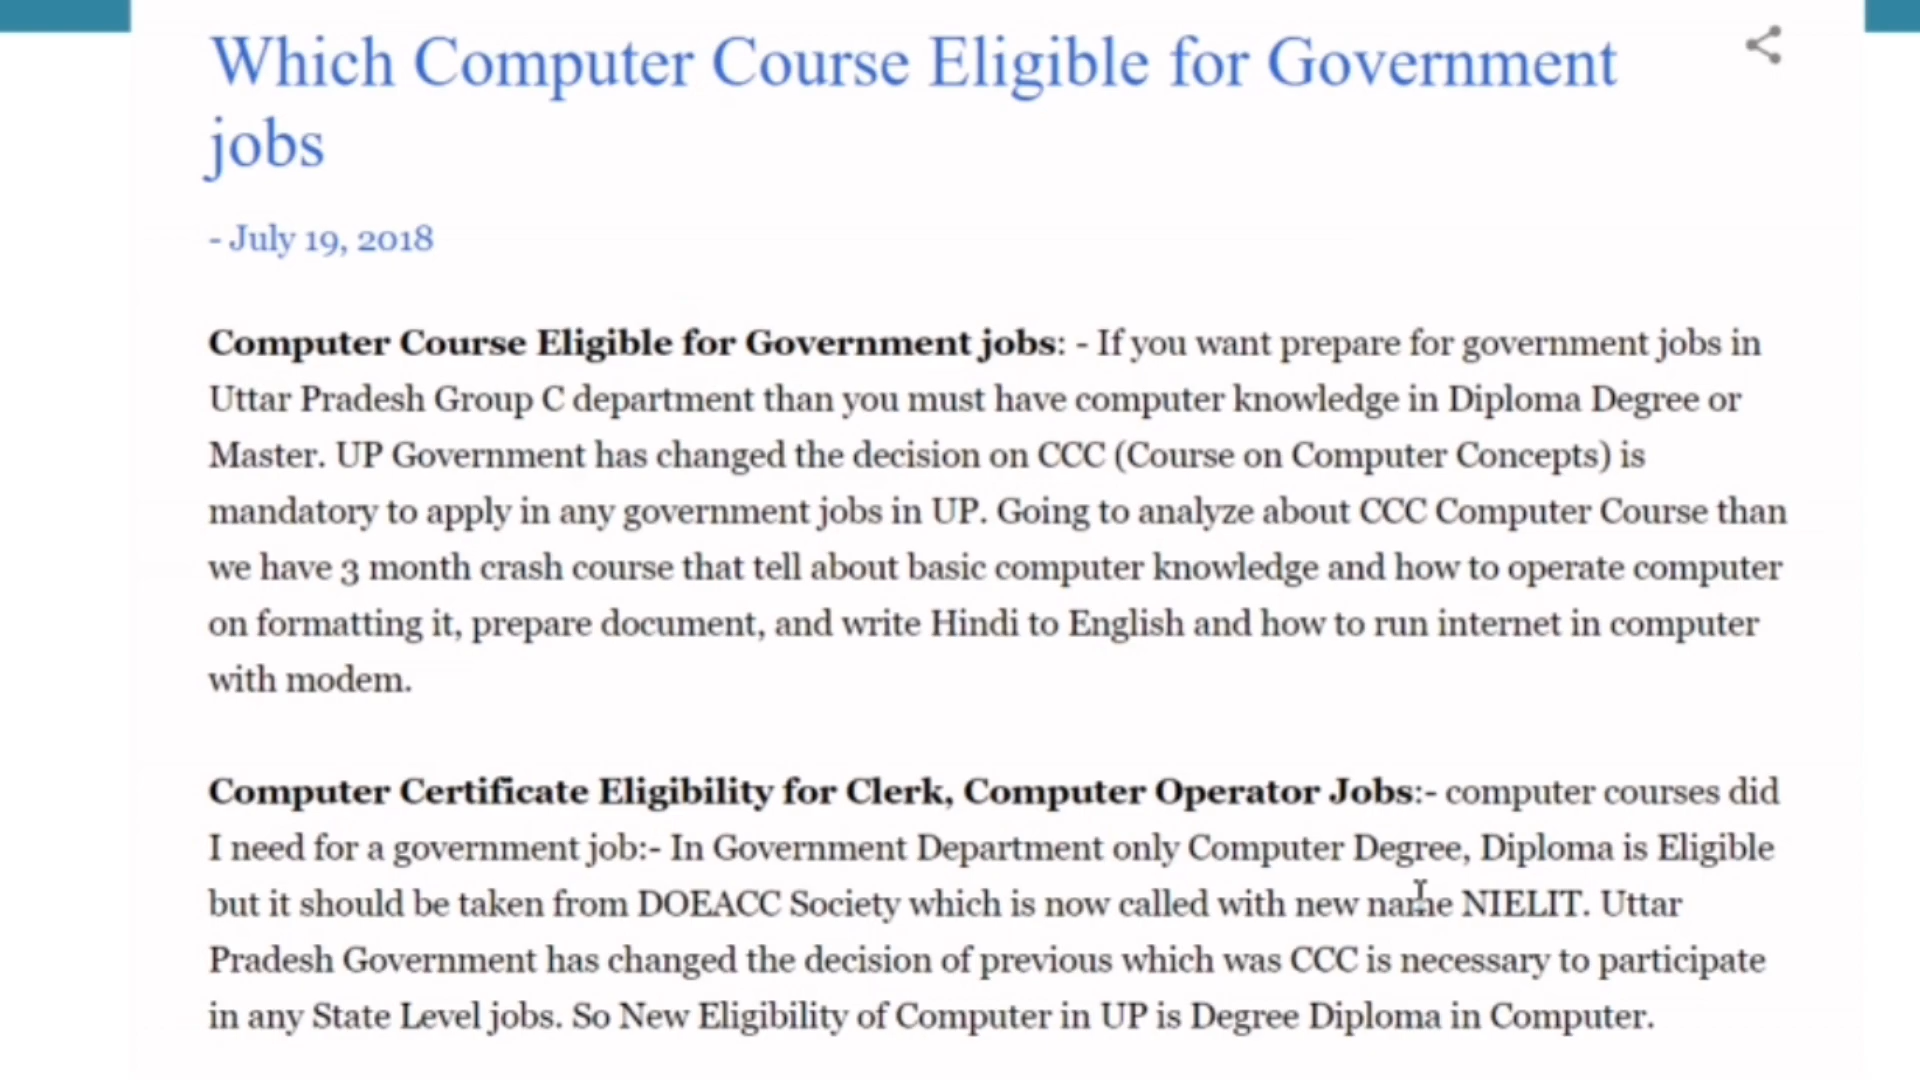 Which Computer Course Eligible for Government
jobs
- July 19, 2018
Computer Course Eligible for Government jobs: - If you want prepare for government jobs in
Uttar Pradesh Group C department than you must have computer knowledge in Diploma Degree or
Master. UP Government has changed the decision on CCC (Course on Computer Concepts) is
mandatory to apply in any government jobs in UP. Going to analyze about CCC Computer Course than
we have 3 month crash course that tell about basic computer knowledge and how to operate computer
on formatting it, prepare document, and write Hindi to English and how to run internet in computer
with modem.
Computer Certificate Eligibility for Clerk, Computer Operator Jobs:- computer courses did
I need for a government job:- In Government Department only Computer Degree, Diploma is Eligible
but it should be taken from DOEACC Society which is now called with new name NIELIT. Uttar
Pradesh Government has changed the decision of previous which was CCC is necessary to participate
in any State Level jobs. So New Eligibility of Computer in UP is Degree Diploma in Computer.